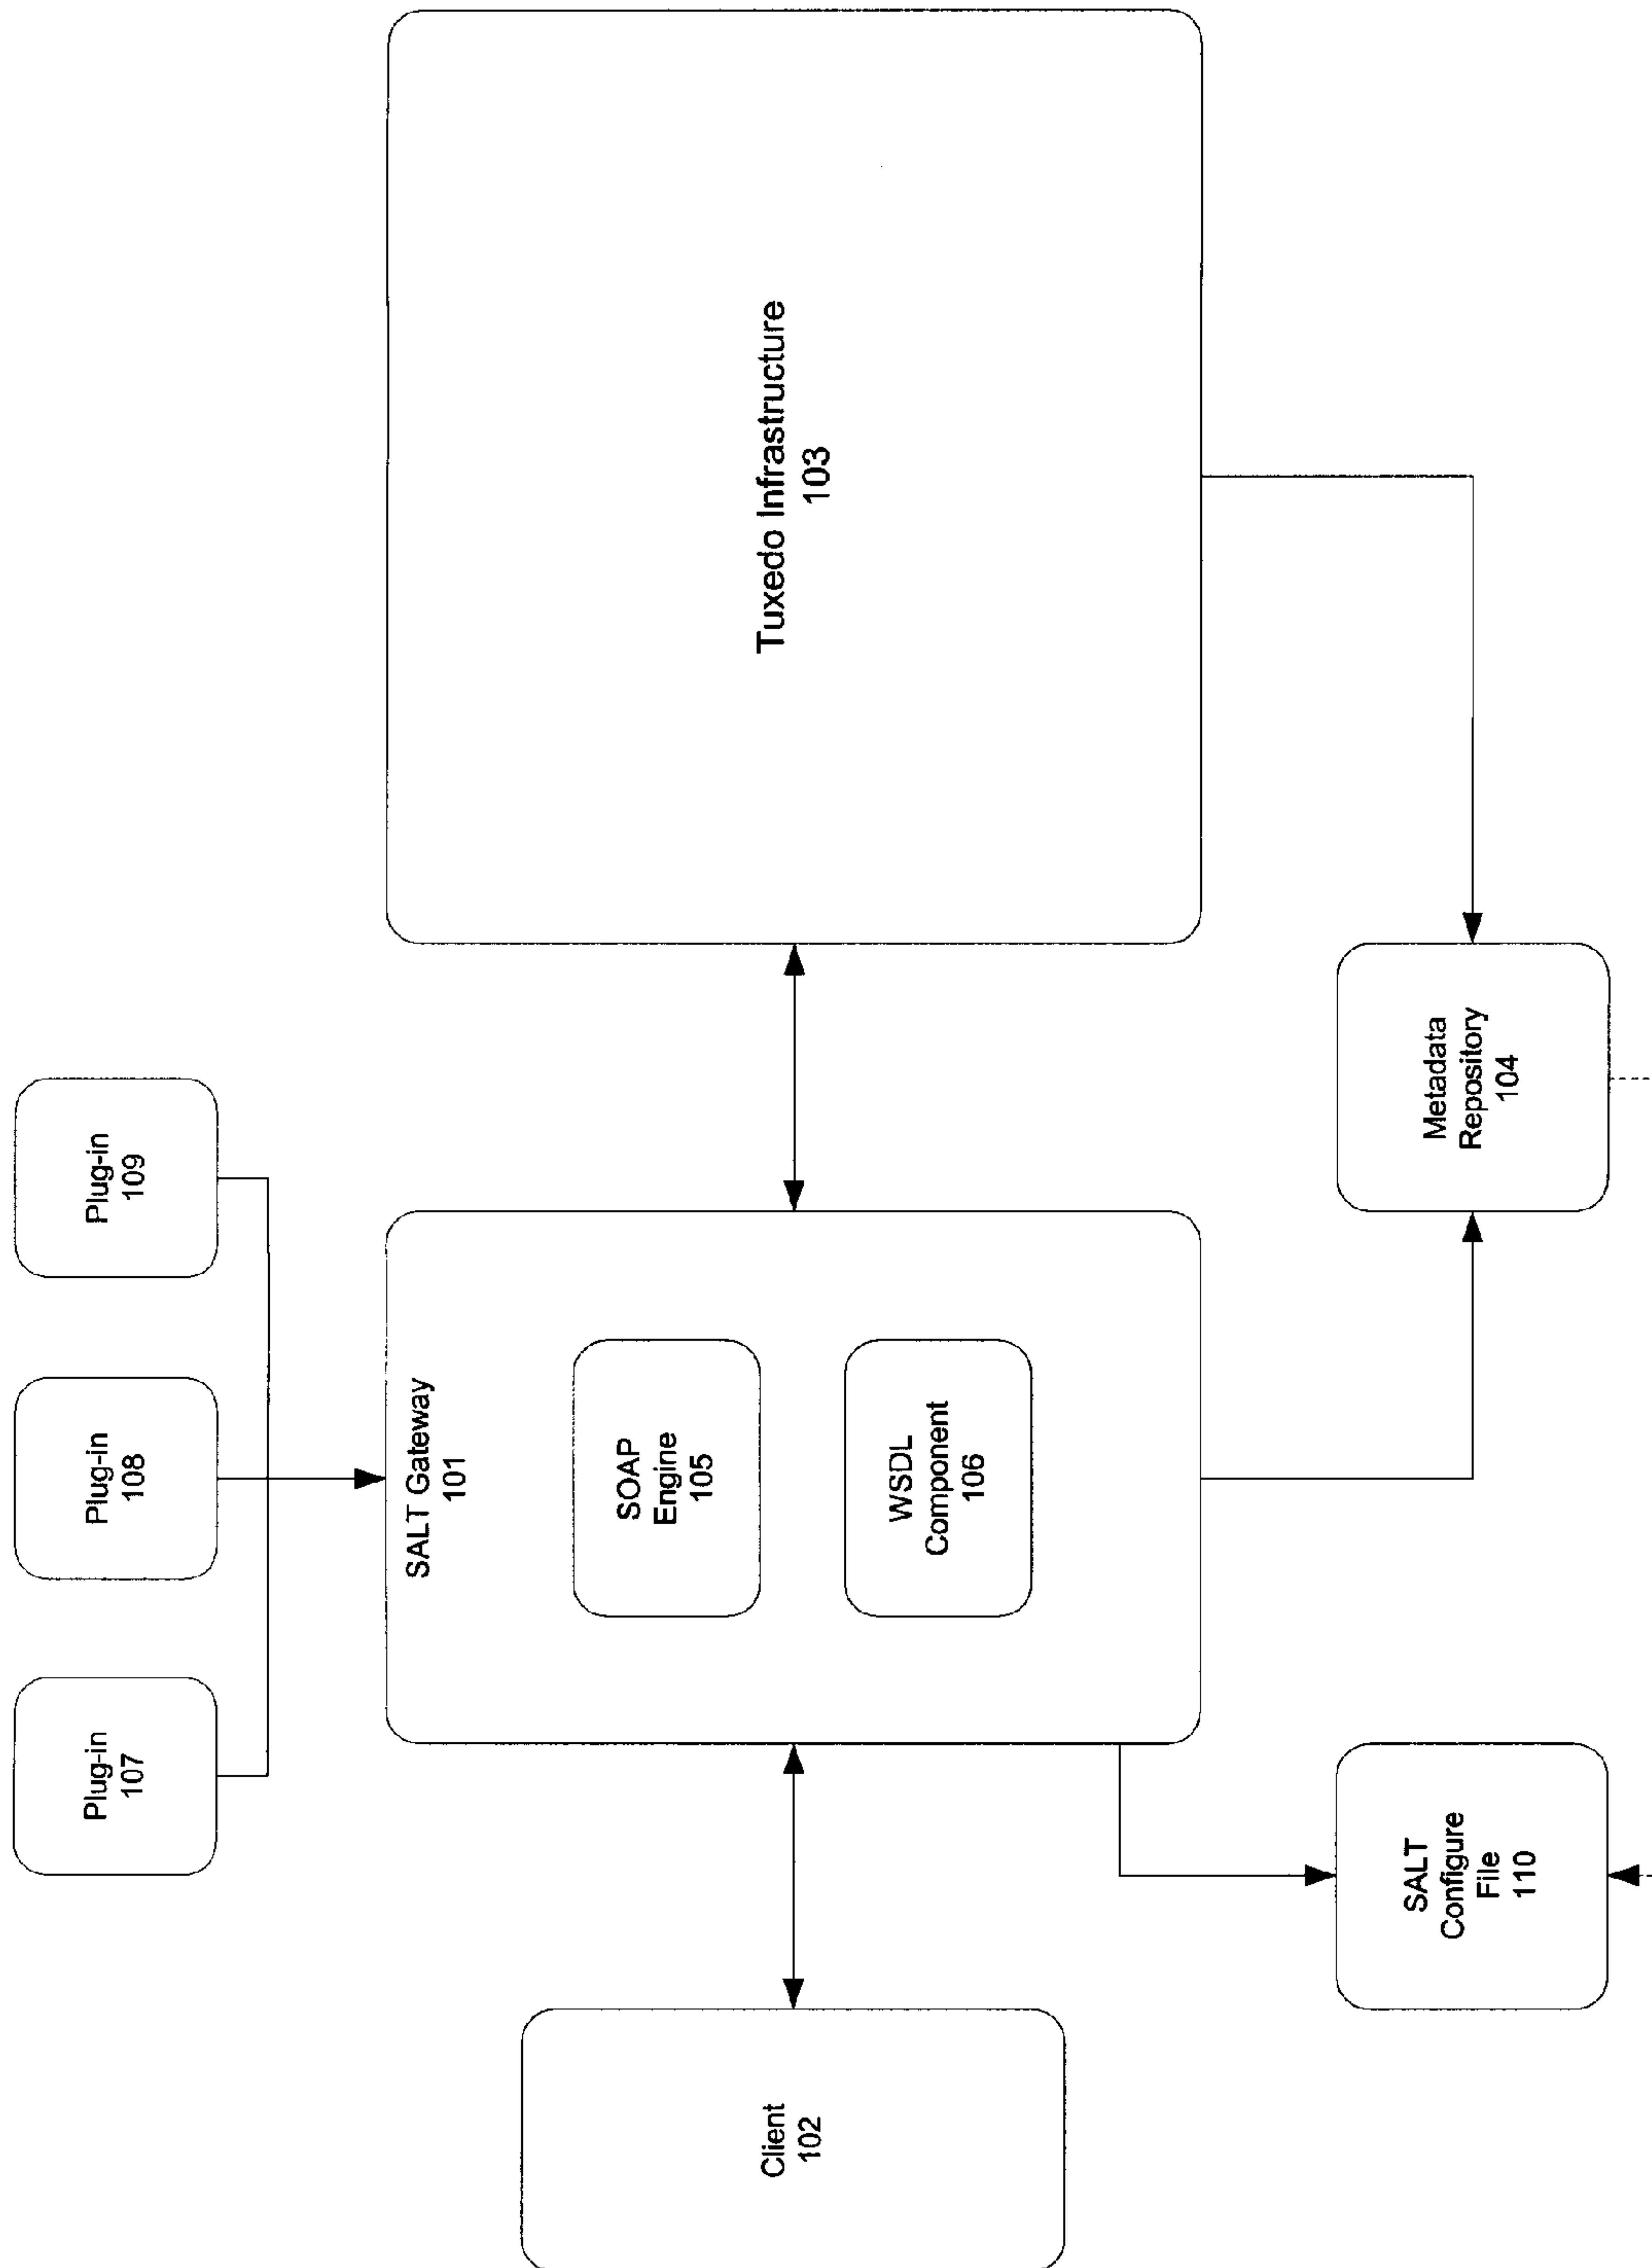 Plug-in
107
Plug-in
108
Plug-in
109
SALT Gateway
101
SOAP
Engine
105
WSDL
Component
106
Client
102
Tuxedo Infrastructure
103
SALT
Configure
File
110
Metadata
Repository
104